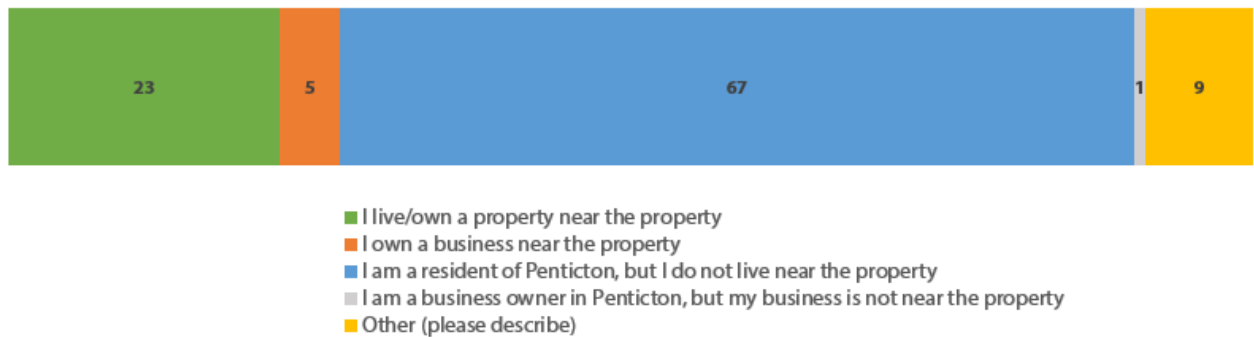 23 5 67 1 9
I live/own a property near the property
I own a business near the property
I am a resident of Penticton, but I do not live near the property
I am a business owner in Penticton, but my business is not near the property
Other (please describe)